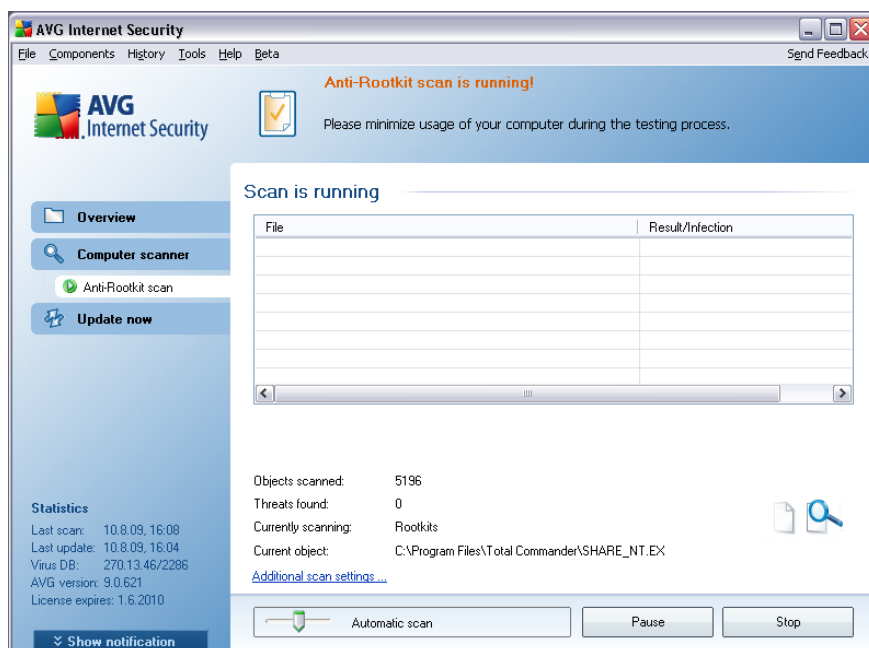 AVG Internet Security
File Components History Tools Help Beta Send Feedback
AVG
Internet Security
Anti-Rootkit scan is running!
Please minimize usage of your computer during the testing process.
Overview
Computer scanner
Anti-Rootkit scan
Update now
Scan is running
File Result/Infection
Objects scanned: 5196
Threats found: 0
Currently scanning: Rootkits
Current object: C:\Program Files\Total Commander\SHARE_NT.EX
Additional scan settings ...
Statistics
Last scan: 10.8.09, 16:08
Last update: 10.8.09, 16:04
Virus DB: 270.13.46/2286
AVG version: 9.0.621
License expires: 1.6.2010
Show notification
Automatic scan Pause Stop